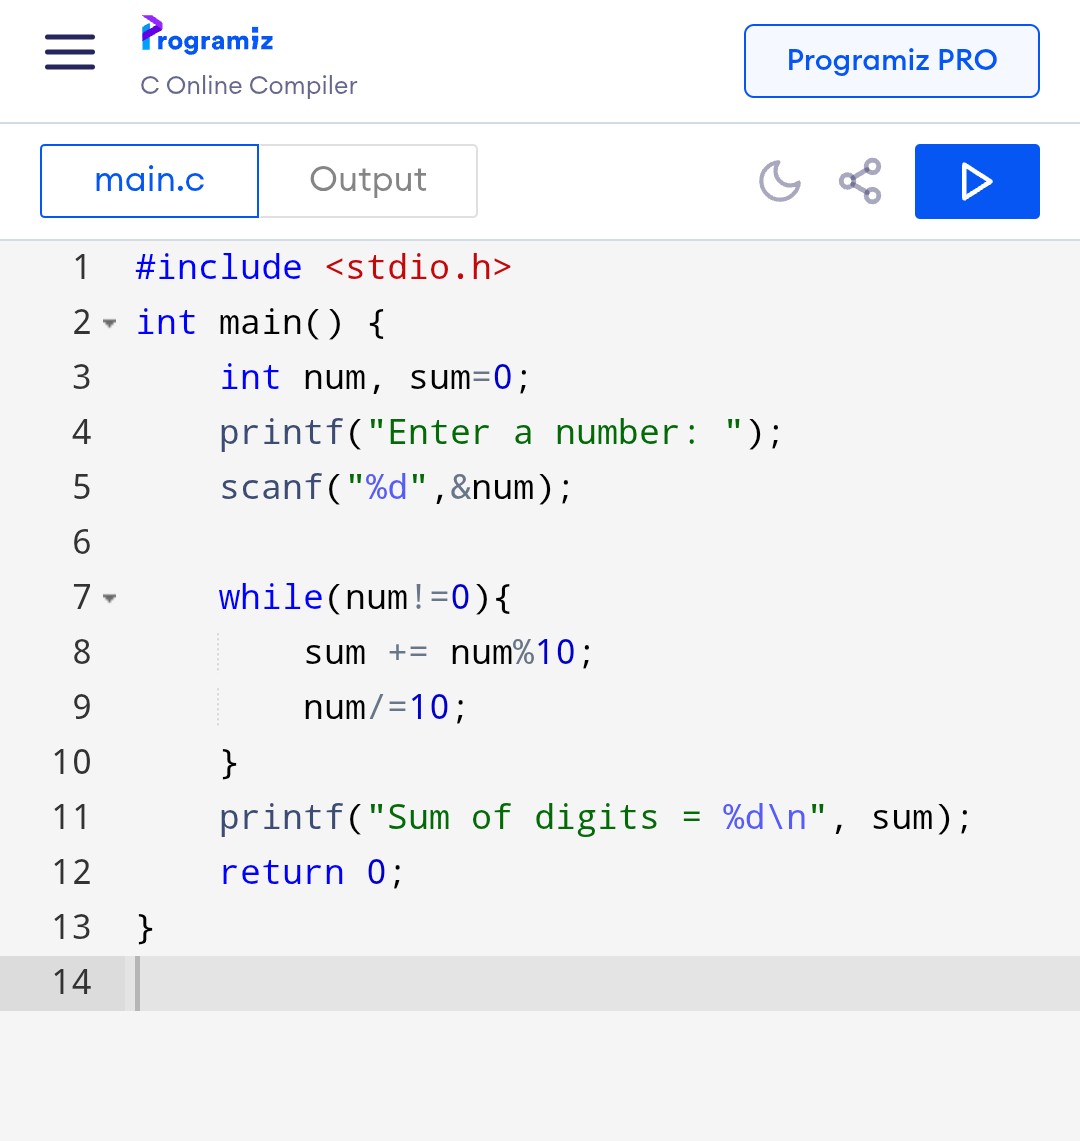 Programiz
C Online Compiler
Programiz PRO
main.c
Output
1 #include <stdio.h>
2 int main() {
3     int num, sum=0;
4     printf("Enter a number: ");
5     scanf("%d",&num);
6
7     while(num!=0){
8         sum += num%10;
9         num/=10;
10     }
11     printf("Sum of digits = %d\n", sum);
12     return 0;
13 }
14